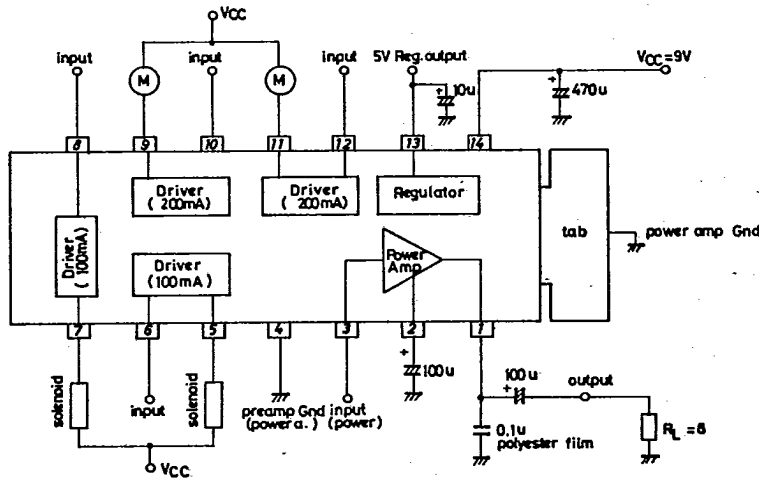 VCC
input
input
input
5V Reg.output
VCC=9V
M
M
+
10u
+
470u
8
9
10
11
12
13
14
Driver
( 200mA)
Driver
( 200mA)
Regulator
Driver
( 100mA)
Driver
(100mA)
Power
Amp
tab
power amp Gnd
7
6
5
4
3
2
1
solenoid
input
solenoid
preamp Gnd
(power a.)
input
(power)
+
100u
100u
+
output
0,1u
polyester film
RL =8
VCC